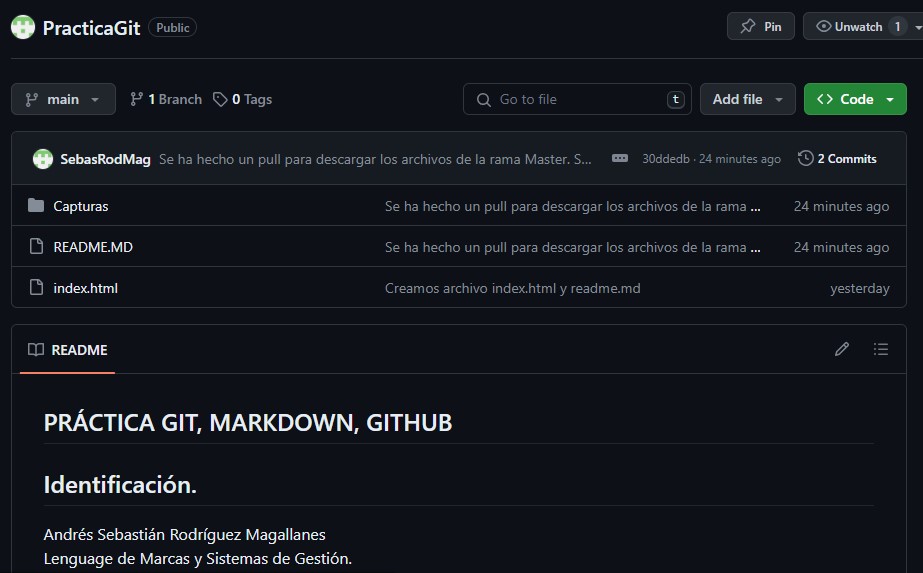 PracticaGit Public Pin Unwatch 1
main 1 Branch 0 Tags Go to file t Add file Code
SebasRodMag Se ha hecho un pull para descargar los archivos de la rama Master. S... 30ddedb · 24 minutes ago 2 Commits
Capturas Se ha hecho un pull para descargar los archivos de la rama ... 24 minutes ago
README.MD Se ha hecho un pull para descargar los archivos de la rama ... 24 minutes ago
index.html Creamos archivo index.html y readme.md yesterday
README
PRÁCTICA GIT, MARKDOWN, GITHUB
Identificación.
Andrés Sebastián Rodríguez Magallanes
Lenguage de Marcas y Sistemas de Gestión.